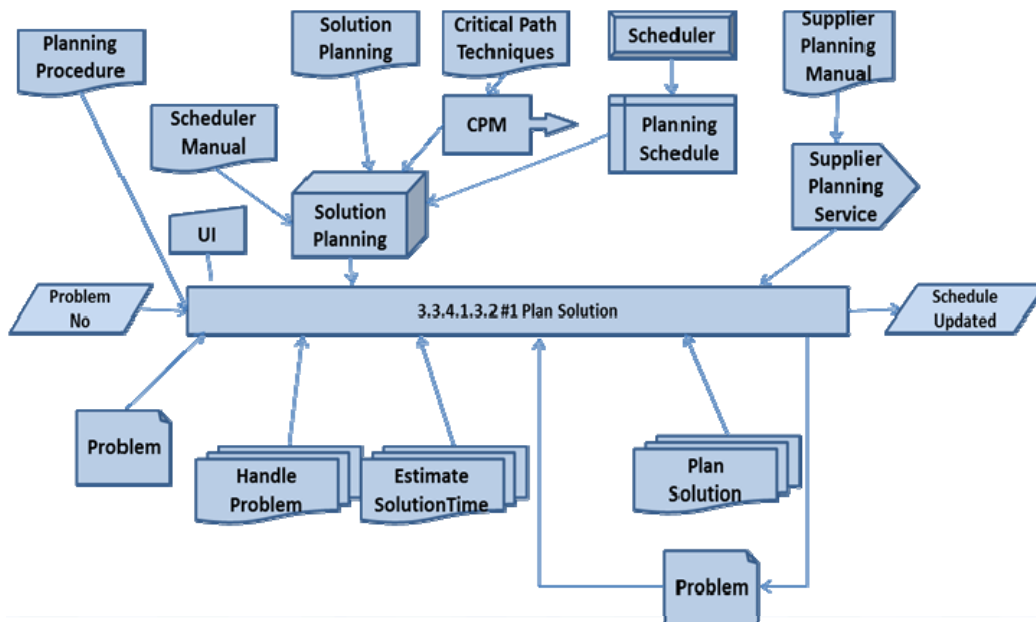 Planning
Procedure
Solution
Planning
Critical Path
Techniques
Scheduler
Supplier
Planning
Manual
Scheduler
Manual
CPM
Planning
Schedule
Supplier
Planning
Service
UI
Solution
Planning
Problem
No
3.3.4.1.3.2 #1 Plan Solution
Schedule
Updated
Problem
Handle
Problem
Estimate
SolutionTime
Plan
Solution
Problem